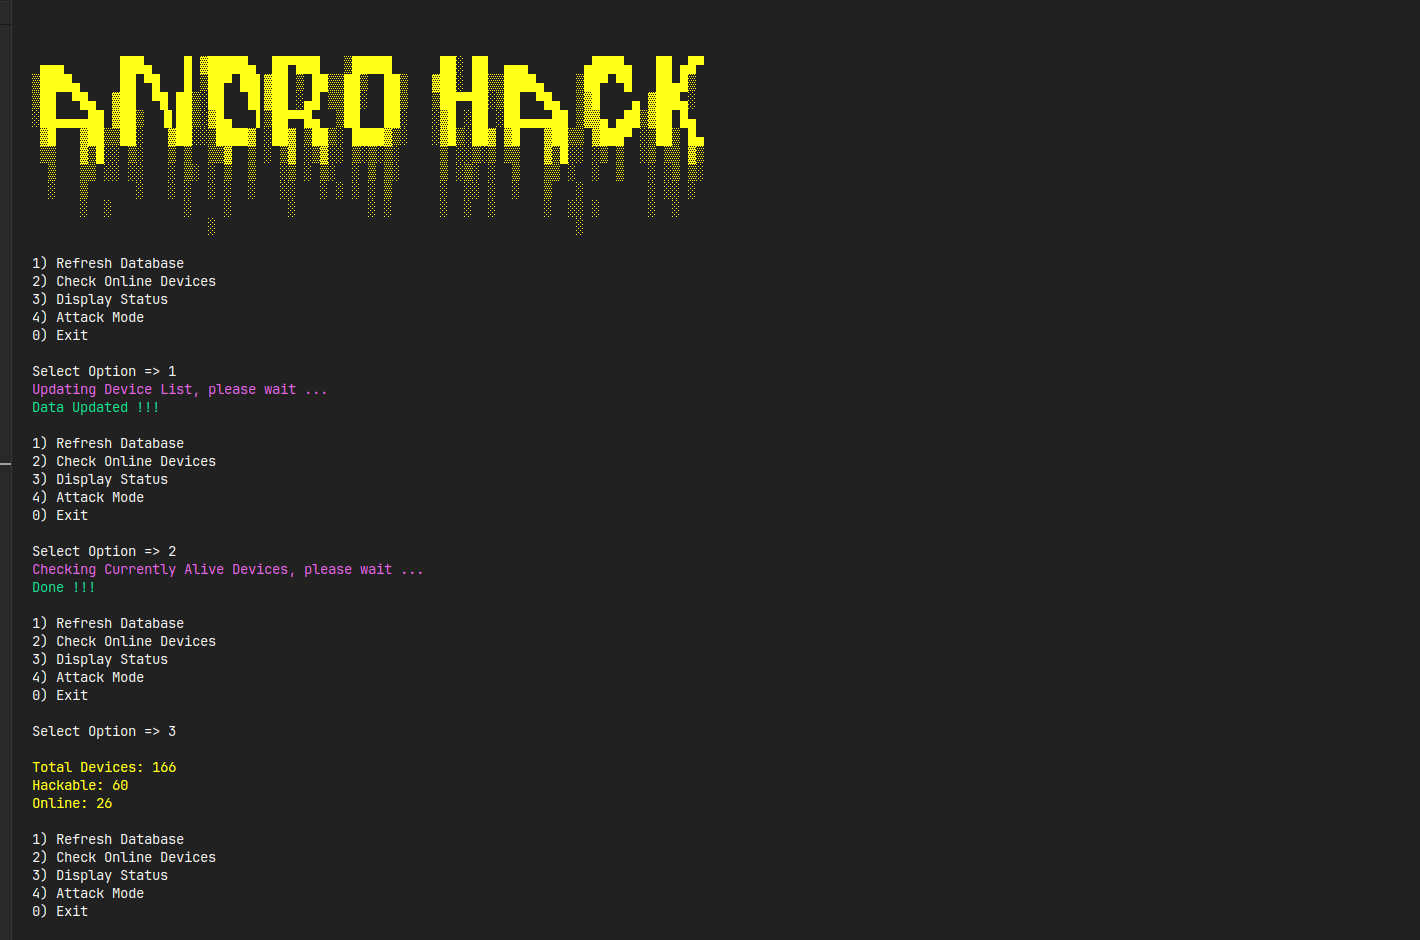 ANDRO HACK
1) Refresh Database
2) Check Online Devices
3) Display Status
4) Attack Mode
0) Exit
Select Option => 1
Updating Device List, please wait ...
Data Updated !!!
1) Refresh Database
2) Check Online Devices
3) Display Status
4) Attack Mode
0) Exit
Select Option => 2
Checking Currently Alive Devices, please wait ...
Done !!!
1) Refresh Database
2) Check Online Devices
3) Display Status
4) Attack Mode
0) Exit
Select Option => 3
Total Devices: 166
Hackable: 60
Online: 26
1) Refresh Database
2) Check Online Devices
3) Display Status
4) Attack Mode
0) Exit